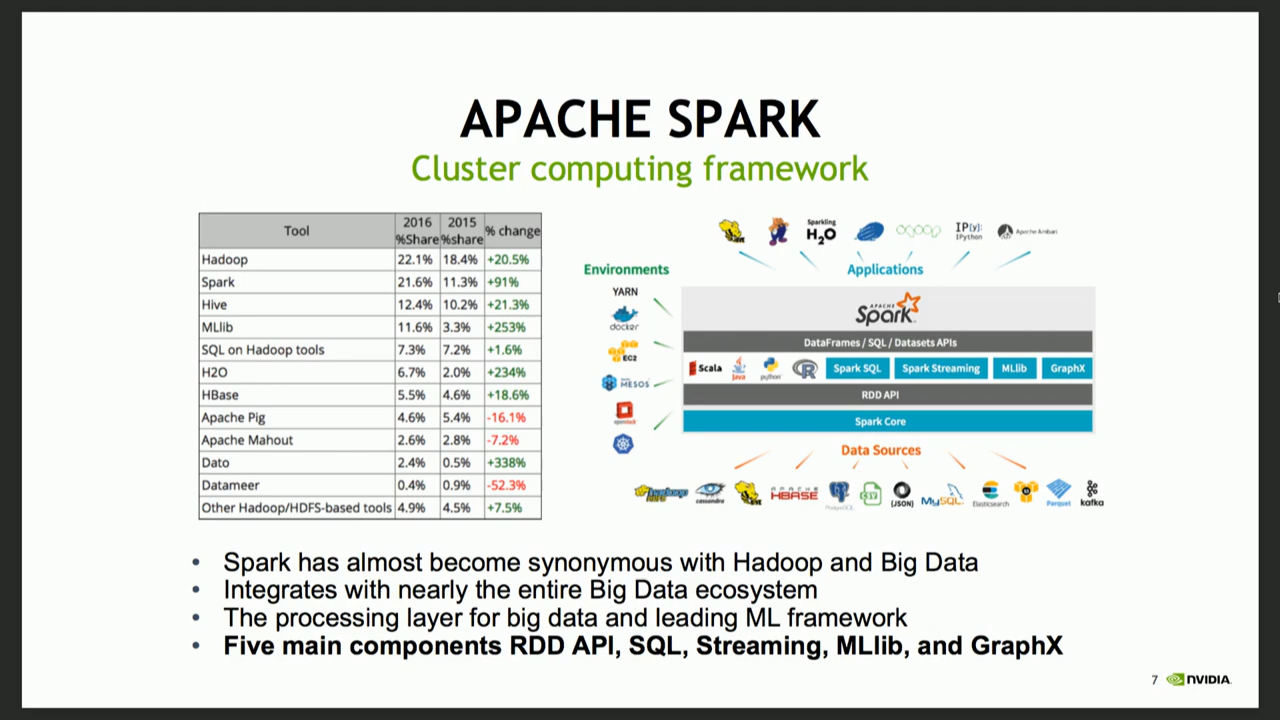 APACHE SPARK
Cluster computing framework
Tool 2016 %Share 2015 %share % change
Hadoop 22.1% 18.4% +20.5%
Spark 21.6% 11.3% +91%
Hive 12.4% 10.2% +21.3%
MLlib 11.6% 3.3% +253%
SQL on Hadoop tools 7.3% 7.2% +1.6%
H2O 6.7% 2.0% +234%
HBase 5.5% 4.6% +18.6%
Apache Pig 4.6% 5.4% -16.1%
Apache Mahout 2.6% 2.8% -7.2%
Dato 2.4% 0.5% +338%
Datameer 0.4% 0.9% -52.3%
Other Hadoop/HDFS-based tools 4.9% 4.5% +7.5%
HIVE Sparkling H2O sqoop IP[y]: IPython Apache Ambari
Environments
Applications
YARN
docker
EC2
MESOS
openstack
APACHE Spark
DataFrames / SQL / Datasets APIs
Scala Java python R Spark SQL Spark Streaming MLlib GraphX
RDD API
Spark Core
Data Sources
hadoop cassandra HIVE APACHE HBASE PostgreSQL CSV {JSON} MySQL Elasticsearch Parquet kafka
• Spark has almost become synonymous with Hadoop and Big Data
• Integrates with nearly the entire Big Data ecosystem
• The processing layer for big data and leading ML framework
• Five main components RDD API, SQL, Streaming, MLlib, and GraphX
7 NVIDIA.